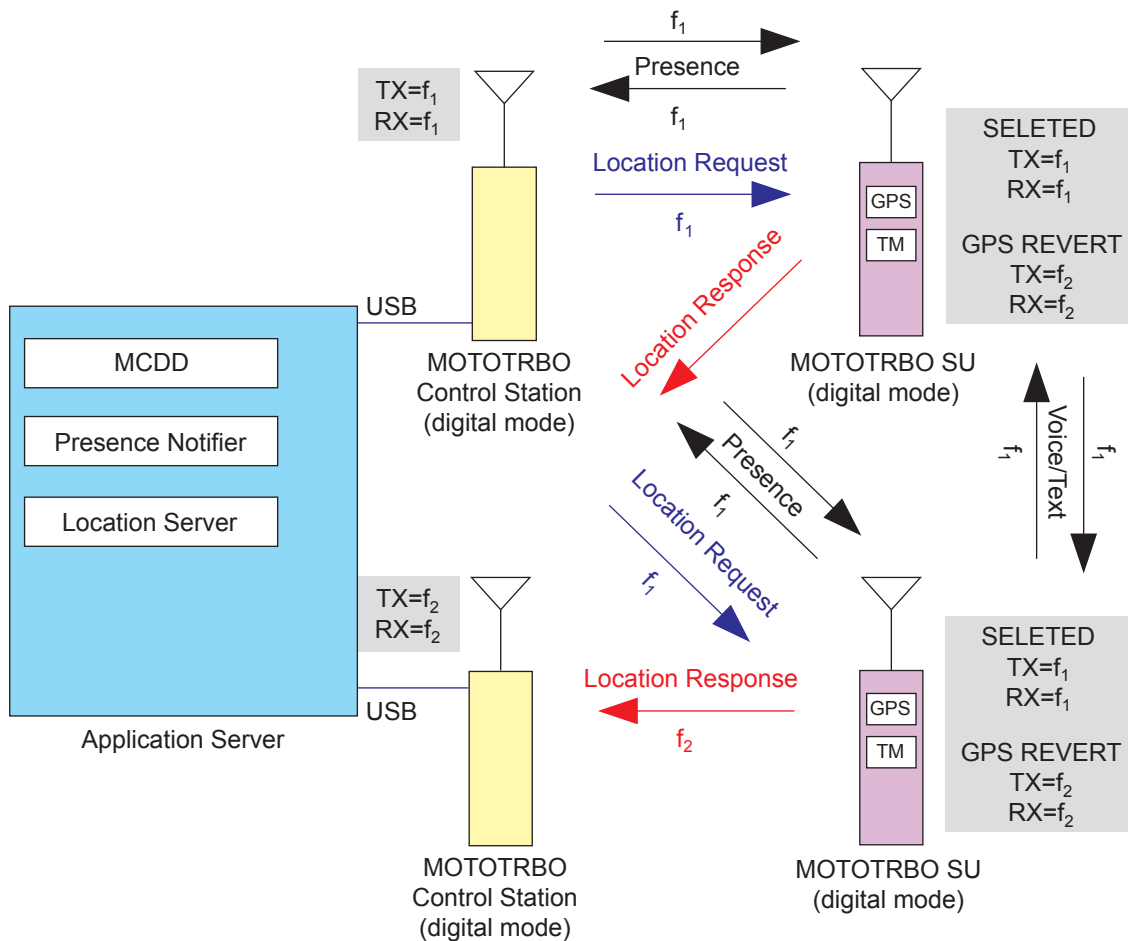 f₁
Presence
f₁
TX=f₁
RX=f₁
Location Request
f₁
GPS
TM
SELETED
TX=f₁
RX=f₁
GPS REVERT
TX=f₂
RX=f₂
Location Response
USB
MCDD
Presence Notifier
Location Server
MOTOTRBO
Control Station
(digital mode)
MOTOTRBO SU
(digital mode)
f₁
Presence
f₁
f₁
Voice/Text
f₁
Location Request
f₁
TX=f₂
RX=f₂
USB
Application Server
Location Response
f₂
GPS
TM
SELETED
TX=f₁
RX=f₁
GPS REVERT
TX=f₂
RX=f₂
MOTOTRBO
Control Station
(digital mode)
MOTOTRBO SU
(digital mode)